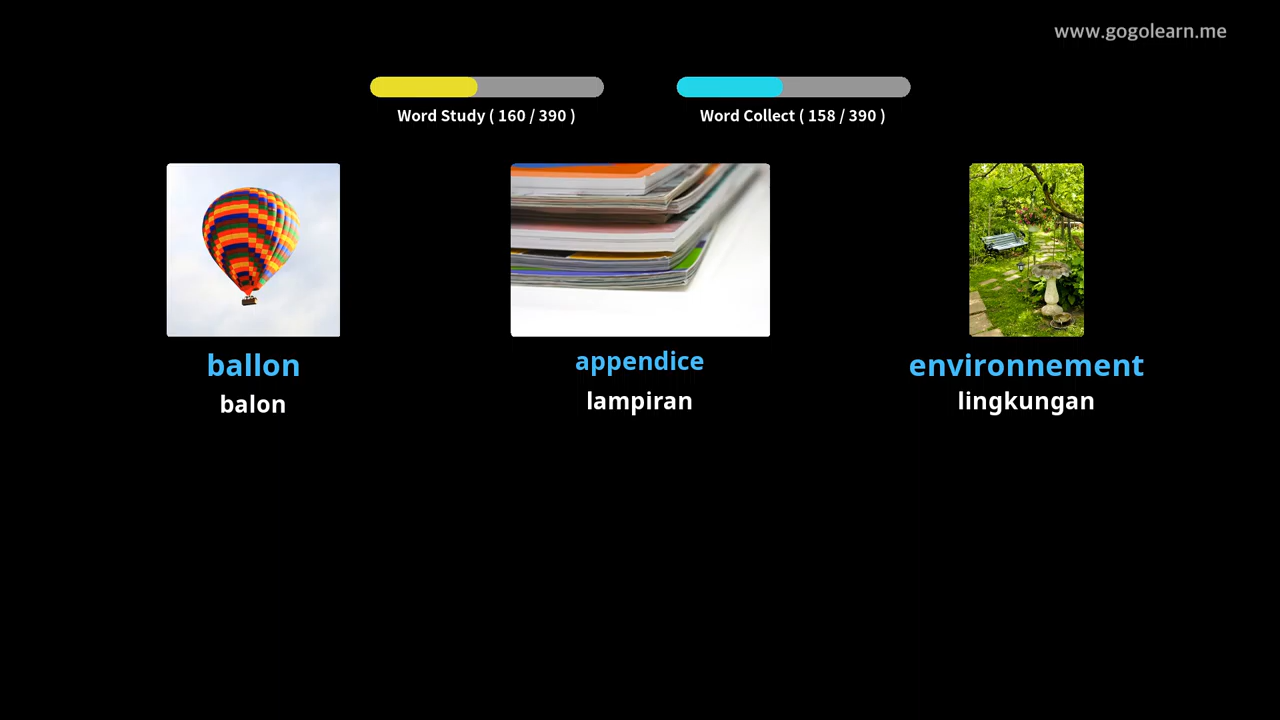 www.gogolearn.me
Word Study ( 160 / 390 )
Word Collect ( 158 / 390 )
ballon
balon
appendice
lampiran
environnement
lingkungan